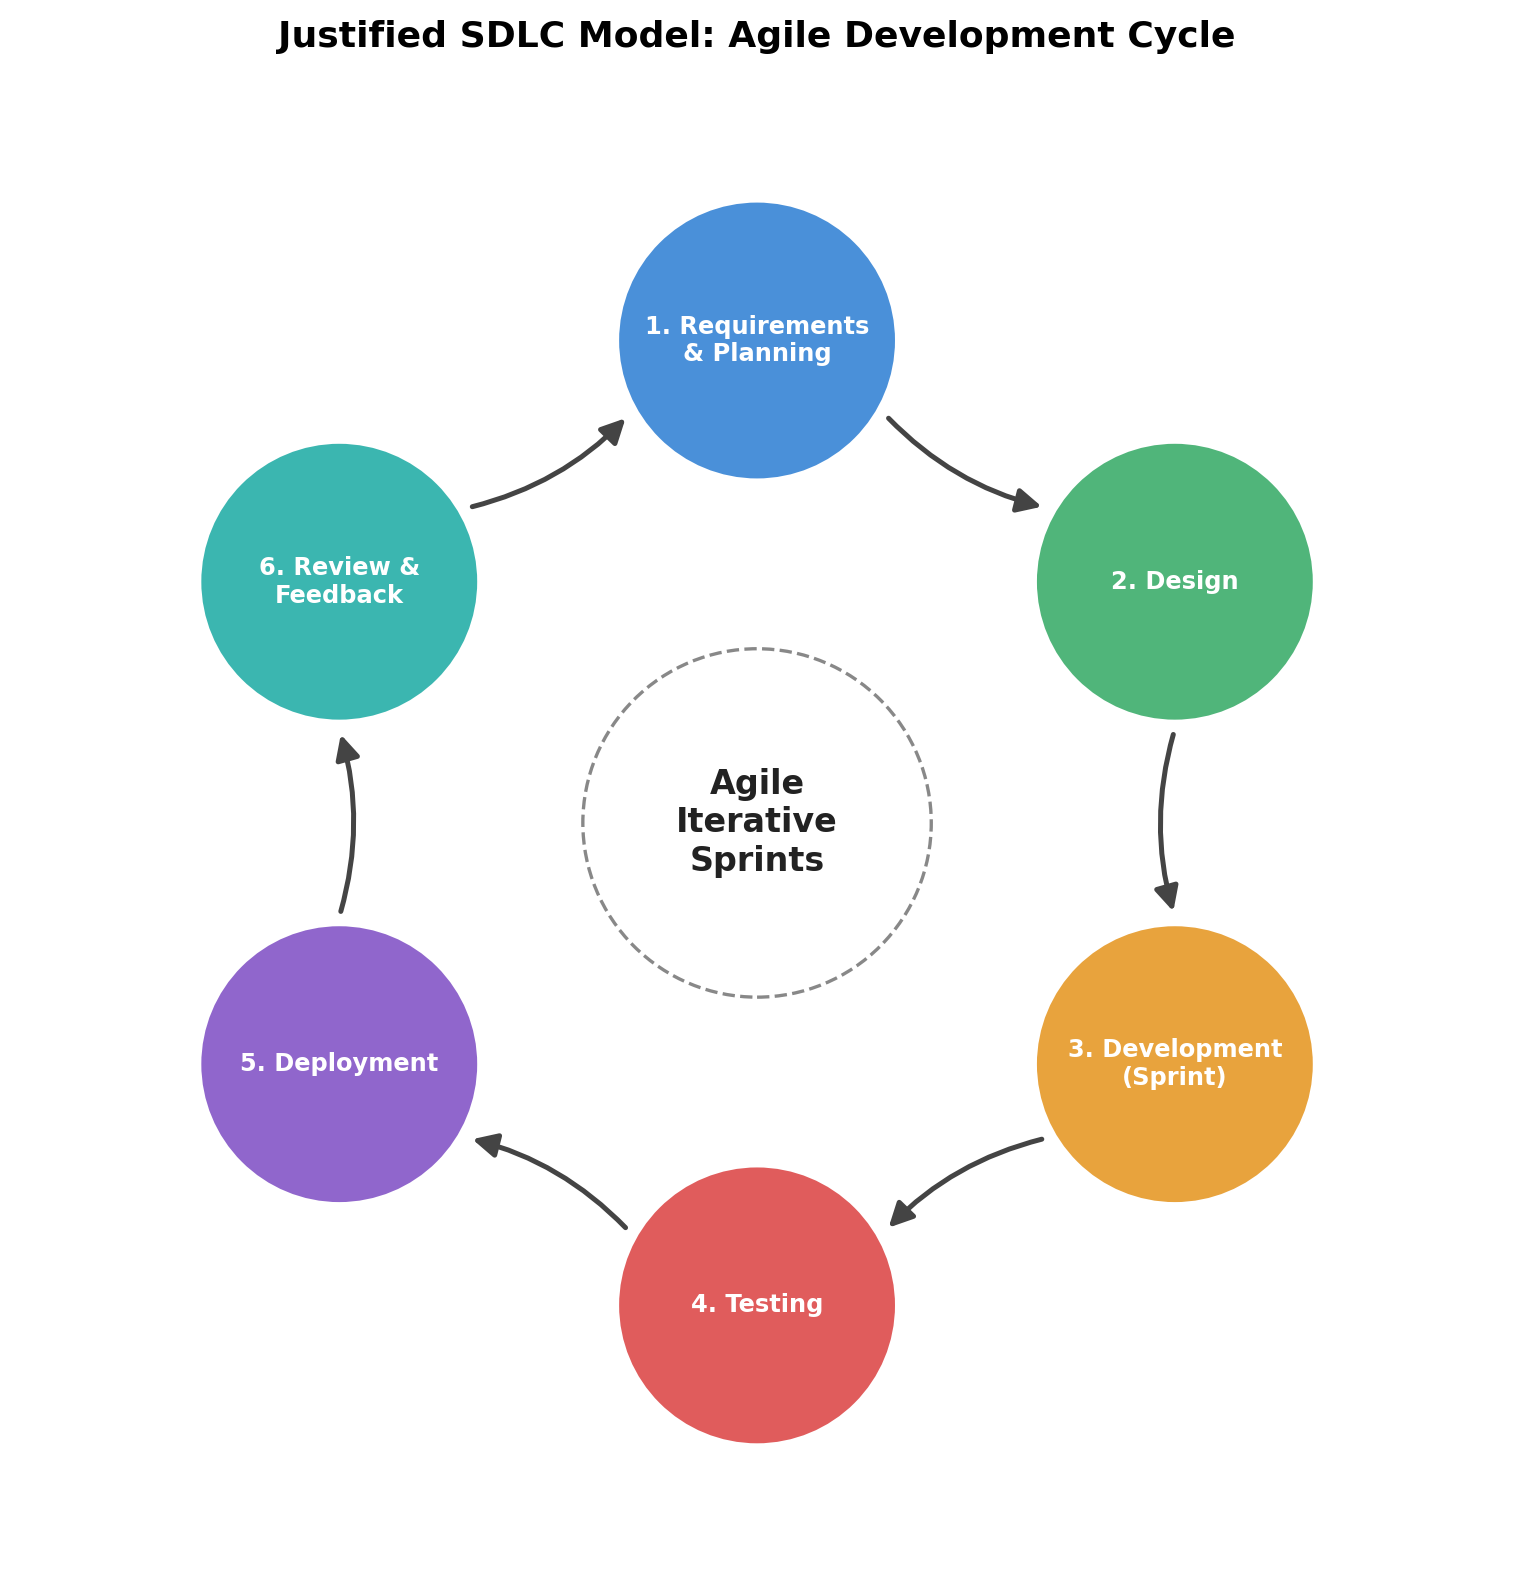 Justified SDLC Model: Agile Development Cycle
1. Requirements
& Planning
2. Design
3. Development
(Sprint)
4. Testing
5. Deployment
6. Review &
Feedback
Agile
Iterative
Sprints